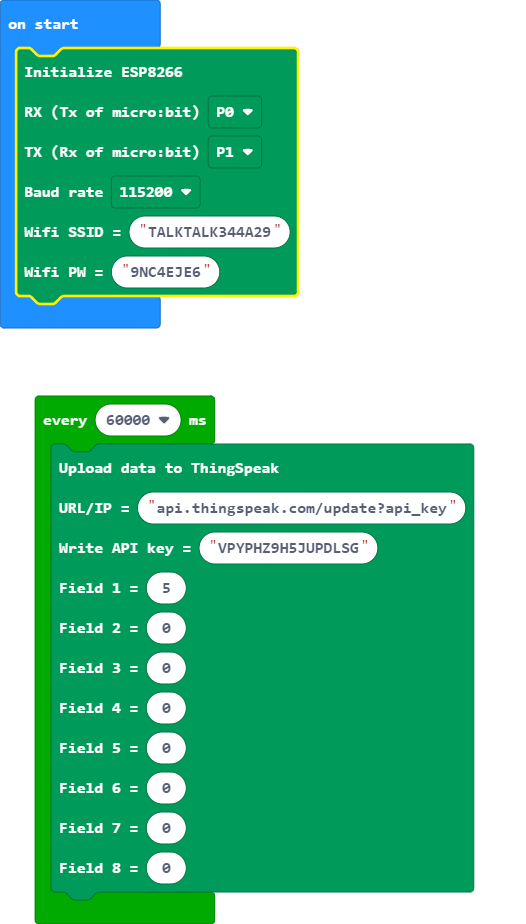 on start
Initialize ESP8266
RX (Tx of micro:bit) P0
TX (Rx of micro:bit) P1
Baud rate 115200
Wifi SSID = "TALKTALK344A29"
Wifi PW = "9NC4EJE6"
every 60000 ms
Upload data to ThingSpeak
URL/IP = "api.thingspeak.com/update?api_key"
Write API key = "VPYPHZ9H5JUPDLSG"
Field 1 = 5
Field 2 = 0
Field 3 = 0
Field 4 = 0
Field 5 = 0
Field 6 = 0
Field 7 = 0
Field 8 = 0